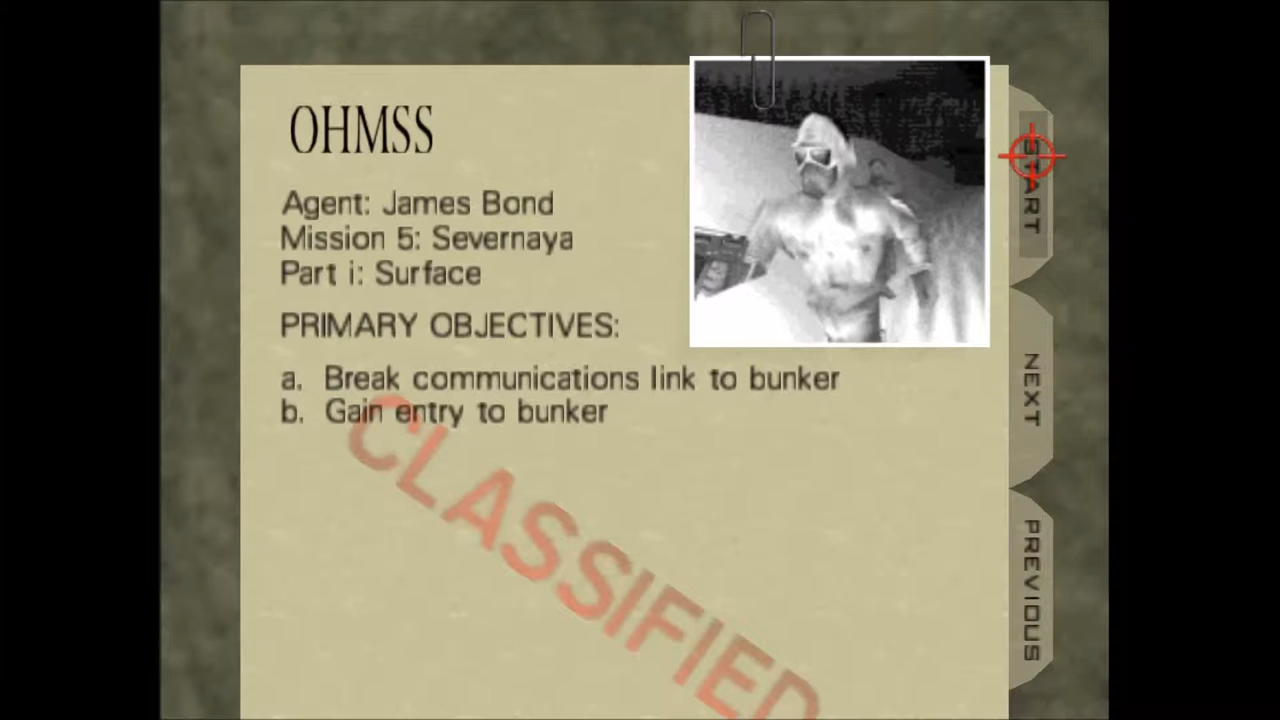 OHMSS
Agent: James Bond
Mission 5: Severnaya
Part i: Surface
PRIMARY OBJECTIVES:
a. Break communications link to bunker
b. Gain entry to bunker
CLASSIFIED
START
NEXT
PREVIOUS